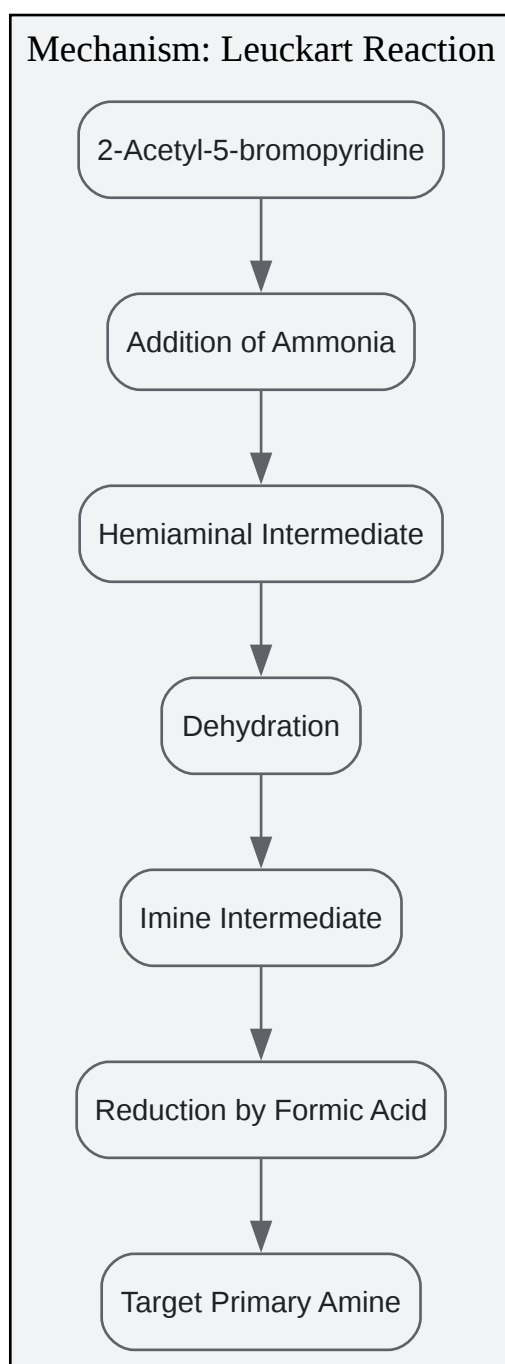 Mechanism: Leuckart Reaction
2-Acetyl-5-bromopyridine
Addition of Ammonia
Hemiaminal Intermediate
Dehydration
Imine Intermediate
Reduction by Formic Acid
Target Primary Amine